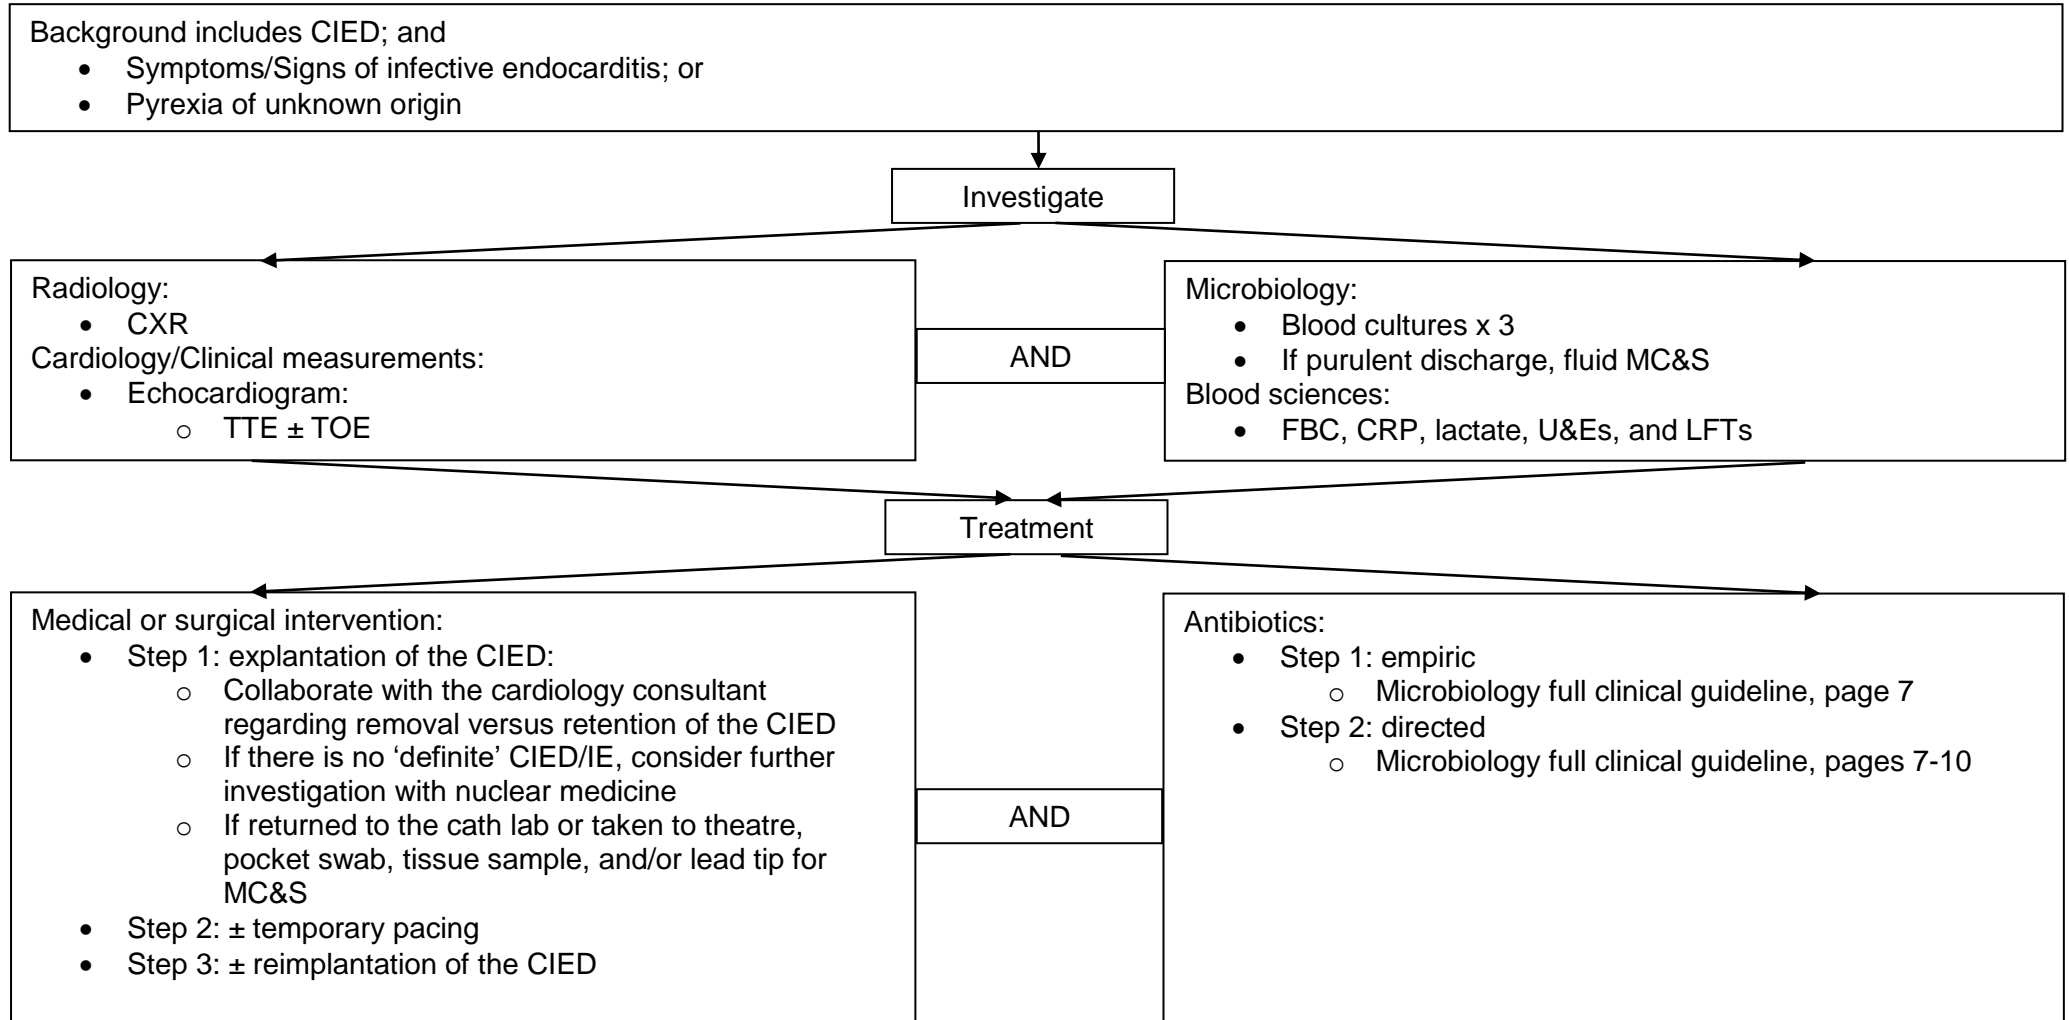 Background includes CIED; and
• Symptoms/Signs of infective endocarditis; or
• Pyrexia of unknown origin
Investigate
Radiology:
• CXR
Cardiology/Clinical measurements:
• Echocardiogram:
o TTE ± TOE
AND
Microbiology:
• Blood cultures x 3
• If purulent discharge, fluid MC&S
Blood sciences:
• FBC, CRP, lactate, U&Es, and LFTs
Treatment
Medical or surgical intervention:
• Step 1: explantation of the CIED:
o Collaborate with the cardiology consultant
regarding removal versus retention of the CIED
o If there is no ‘definite’ CIED/IE, consider further
investigation with nuclear medicine
o If returned to the cath lab or taken to theatre,
pocket swab, tissue sample, and/or lead tip for
MC&S
• Step 2: ± temporary pacing
• Step 3: ± reimplantation of the CIED
AND
Antibiotics:
• Step 1: empiric
o Microbiology full clinical guideline, page 7
• Step 2: directed
o Microbiology full clinical guideline, pages 7-10